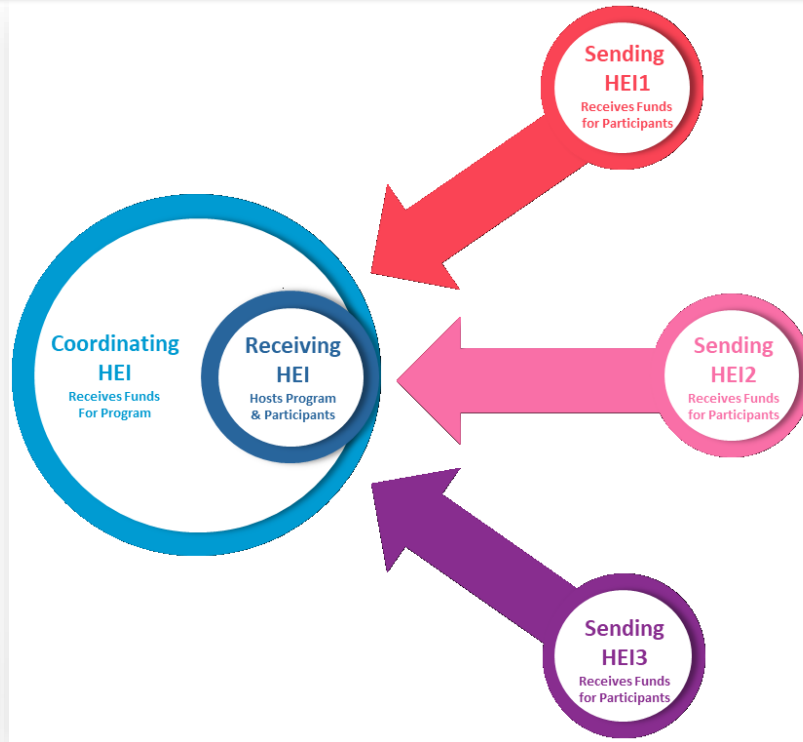 Sending
HEI1
Receives Funds
for Participants
Coordinating
HEI
Receives Funds
For Program
Receiving
HEI
Hosts Program
& Participants
Sending
HEI2
Receives Funds
for Participants
Sending
HEI3
Receives Funds
for Participants